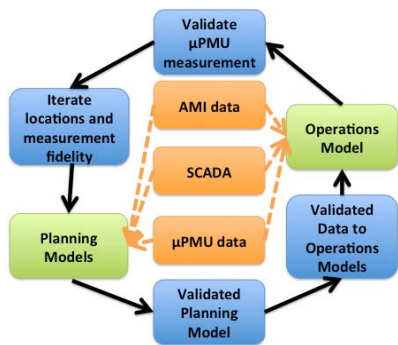 Validate
µPMU
measurement
Iterate
locations and
measurement
fidelity
AMI data
Operations
Model
SCADA
Planning
Models
µPMU data
Validated
Data to
Operations
Models
Validated
Planning
Model